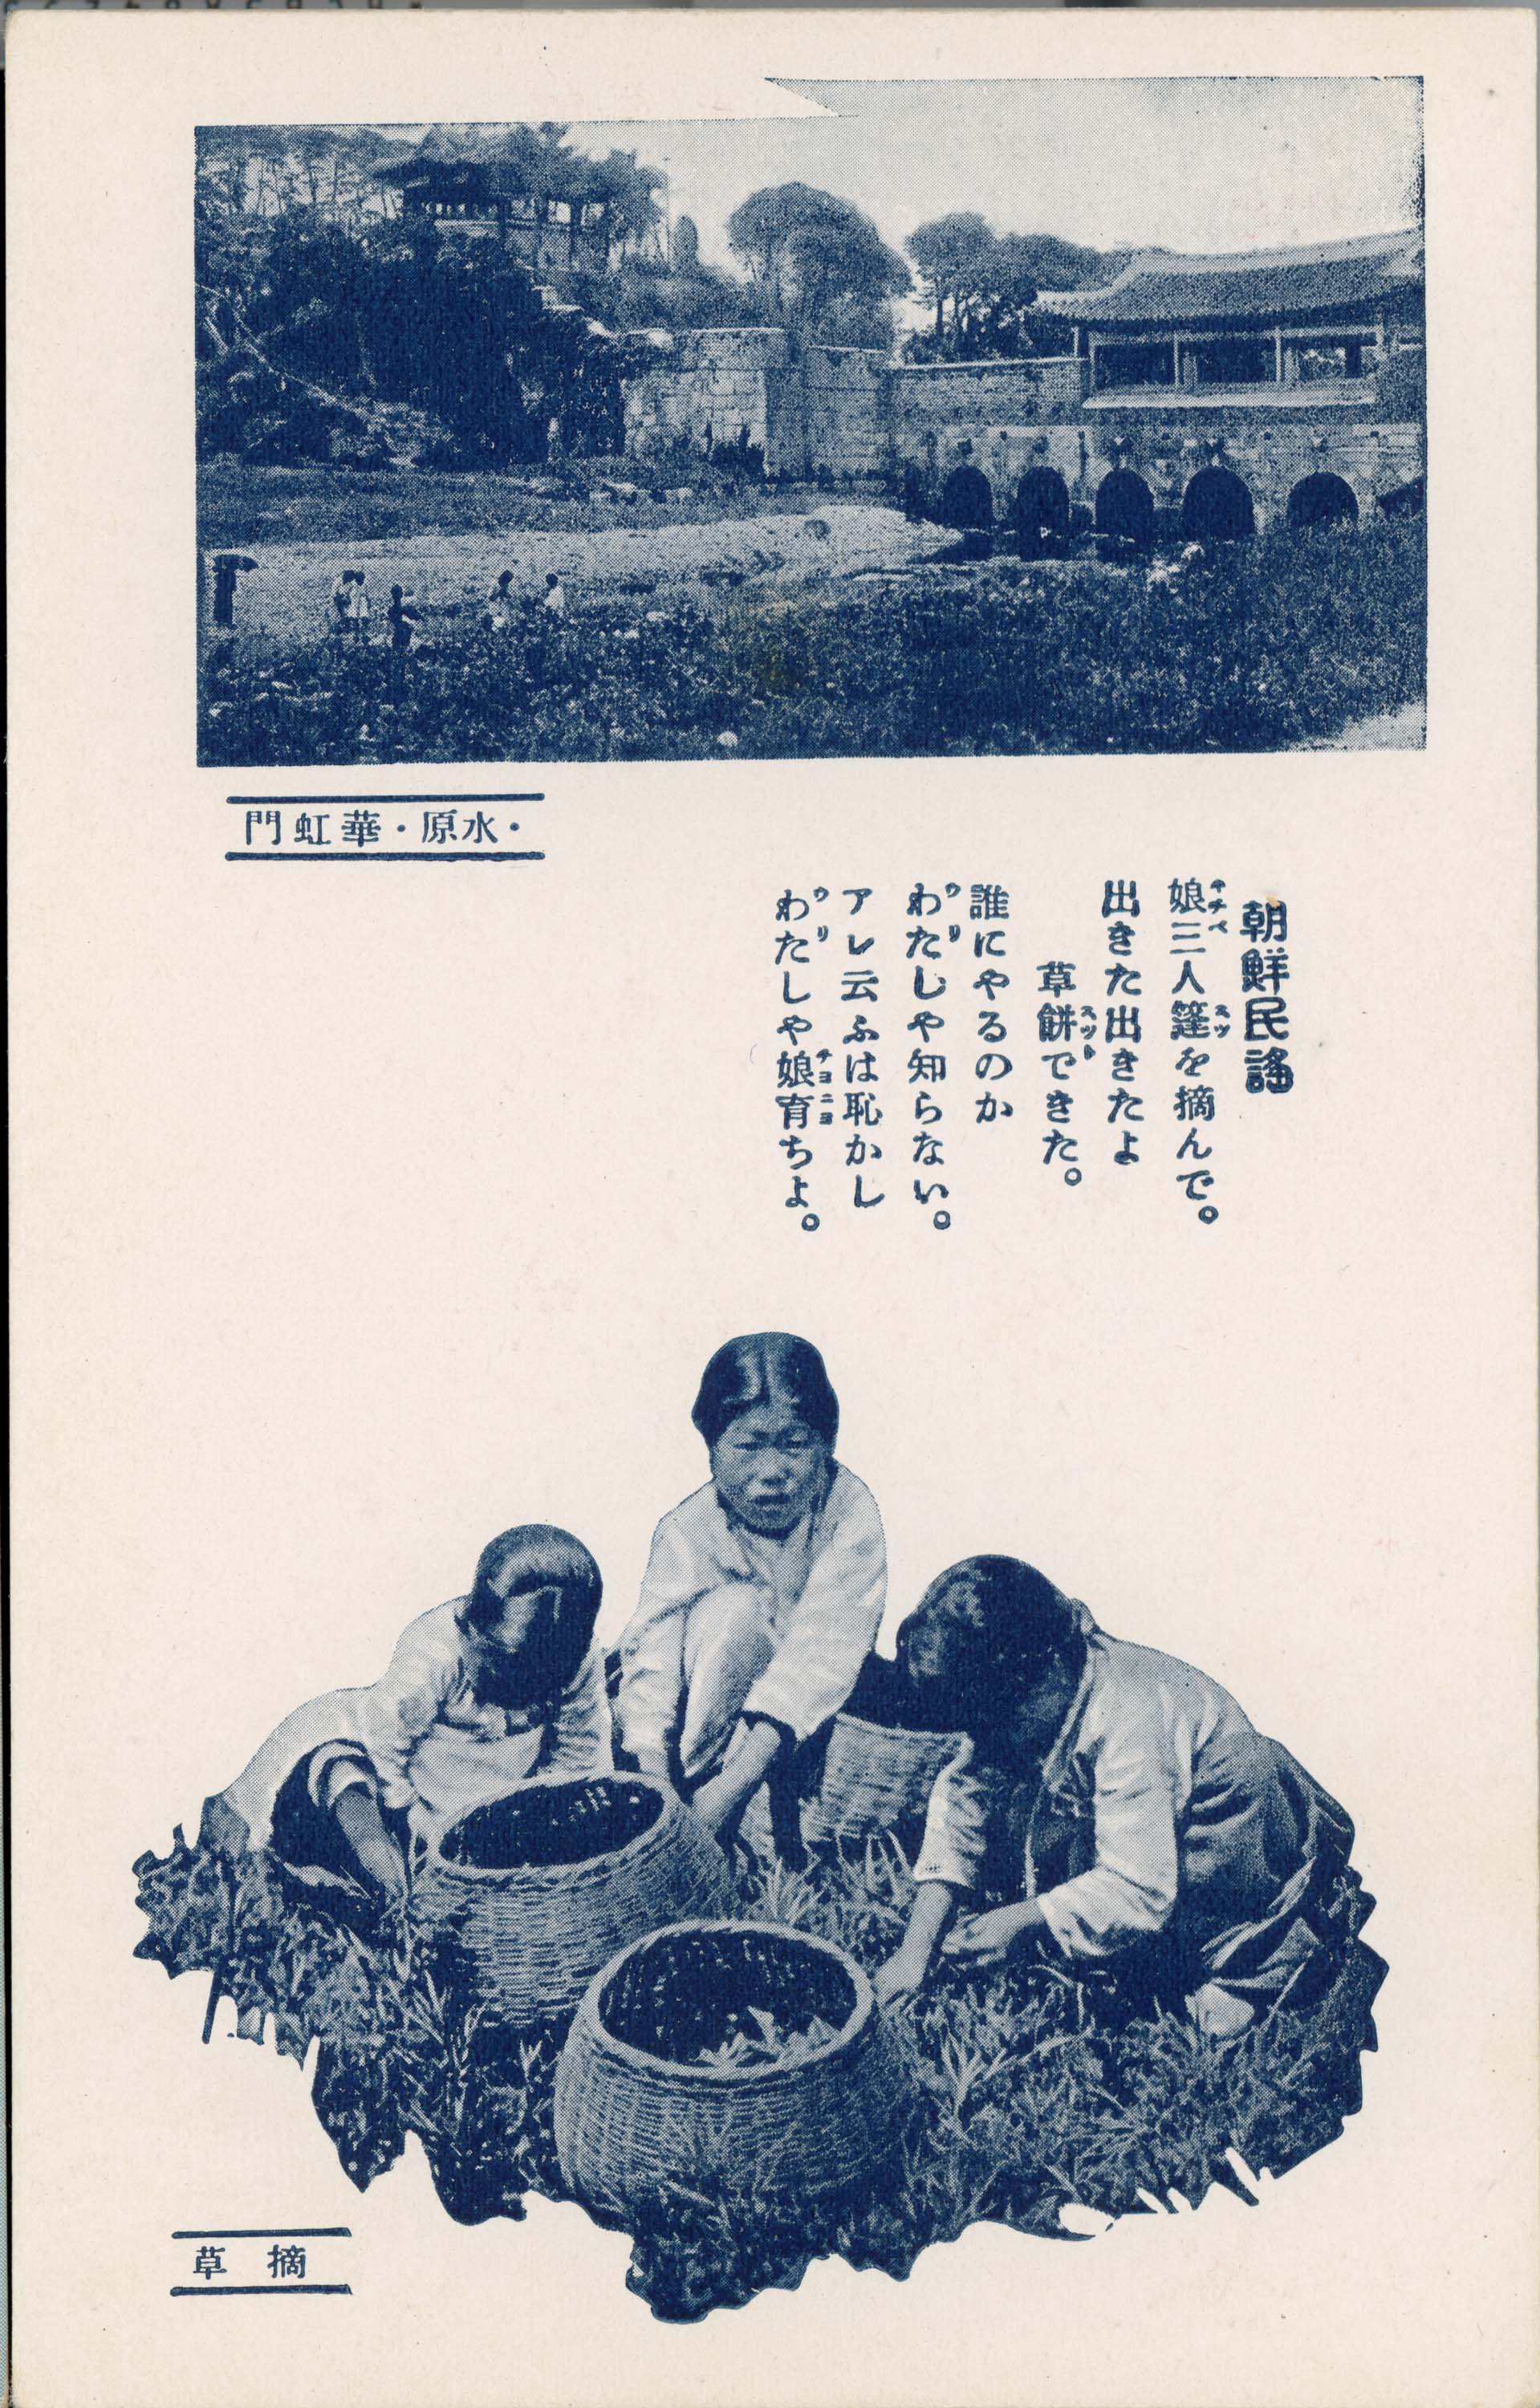 ・水原・華虹門
朝鮮民謠
娘三人篷を摘んで。
出きた出きたよ
草餅できた。
誰にやるのか
わたしや知らない。
アレ云ふは恥かし
わたしや娘育ちよ。
摘草